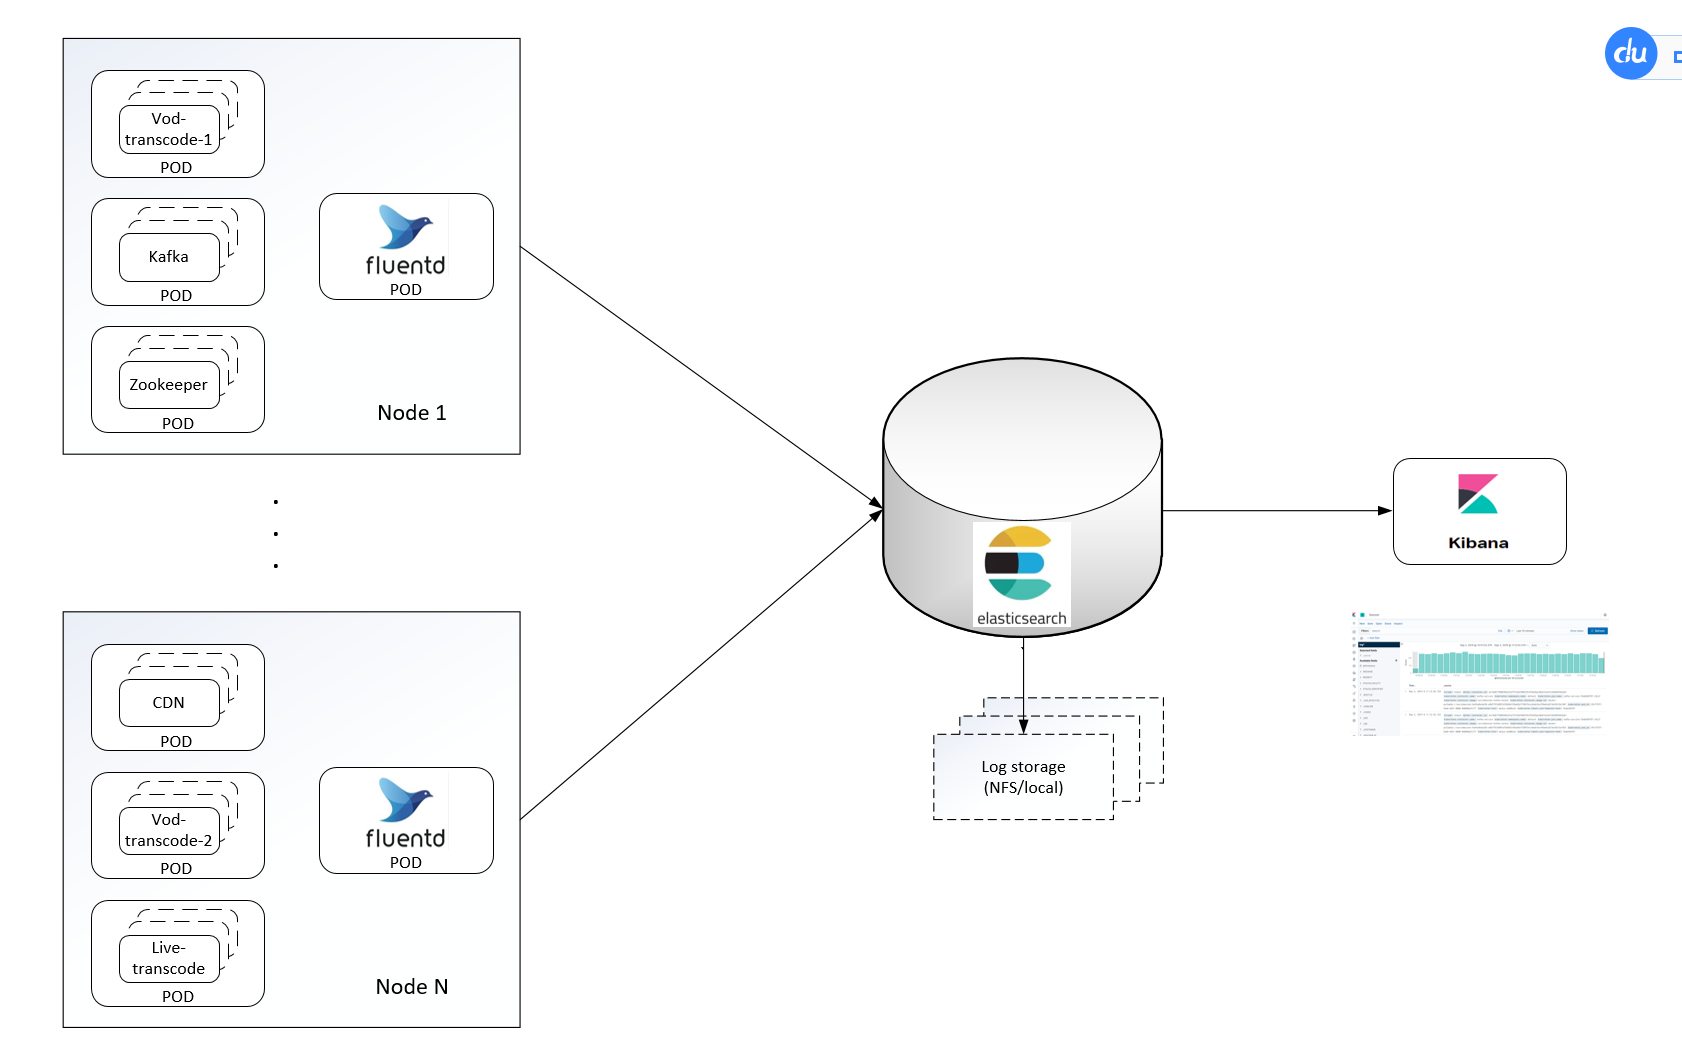 Vod-
transcode-1
POD
Kafka
POD
Zookeeper
POD
fluentd
POD
Node 1
.
.
.
CDN
POD
Vod-
transcode-2
POD
Live-
transcode
POD
fluentd
POD
Node N
elasticsearch
Log storage
(NFS/local)
Kibana
du